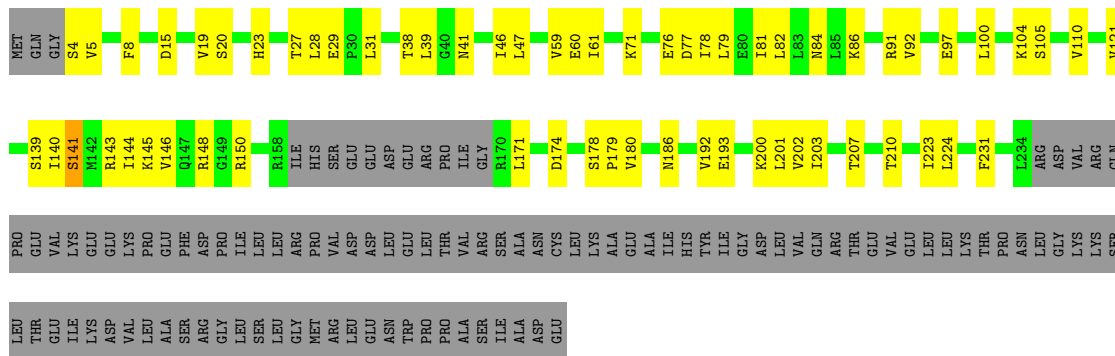 MET GLN GLY S4 V5 F8 D15 V19 S20 H23 T27 L28 E29 P30 L31 T38 L39 G40 N41 I46 L47 V59 E60 I61 K71 E76 D77 I78 L79 E80 I81 L82 L83 N84 L85 K86 R91 V92 E97 L100 K104 S105 V110 V121
S139 I140 S141 M142 R143 I144 K145 V146 Q147 R148 G149 R150 R158 ILE HIS SER GLU GLU ASP GLU ARG PRO ILE GLY R170 L171 D174 S178 P179 V180 N186 V192 E193 K200 L201 V202 I203 T207 T210 I223 L224 F231 L234 ARG ASP VAL ARG GLN
PRO GLU VAL LYS GLU GLU LYS PRO GLU PHE ASP PRO ILE LEU LEU ARG PRO VAL ASP ASP LEU GLU LEU THR VAL ARG SER ALA ASN CYS LEU LYS ALA GLU ALA ILE HIS TYR ILE GLY ASP LEU VAL GLN ARG THR GLU VAL GLU LEU LEU LYS THR PRO ASN LEU GLY LYS LYS SER
LEU THR GLU ILE LYS ASP VAL LEU ALA SER ARG GLY LEU SER LEU GLY MET ARG LEU GLU ASN TRP PRO PRO ALA SER ILE ALA ASP GLU